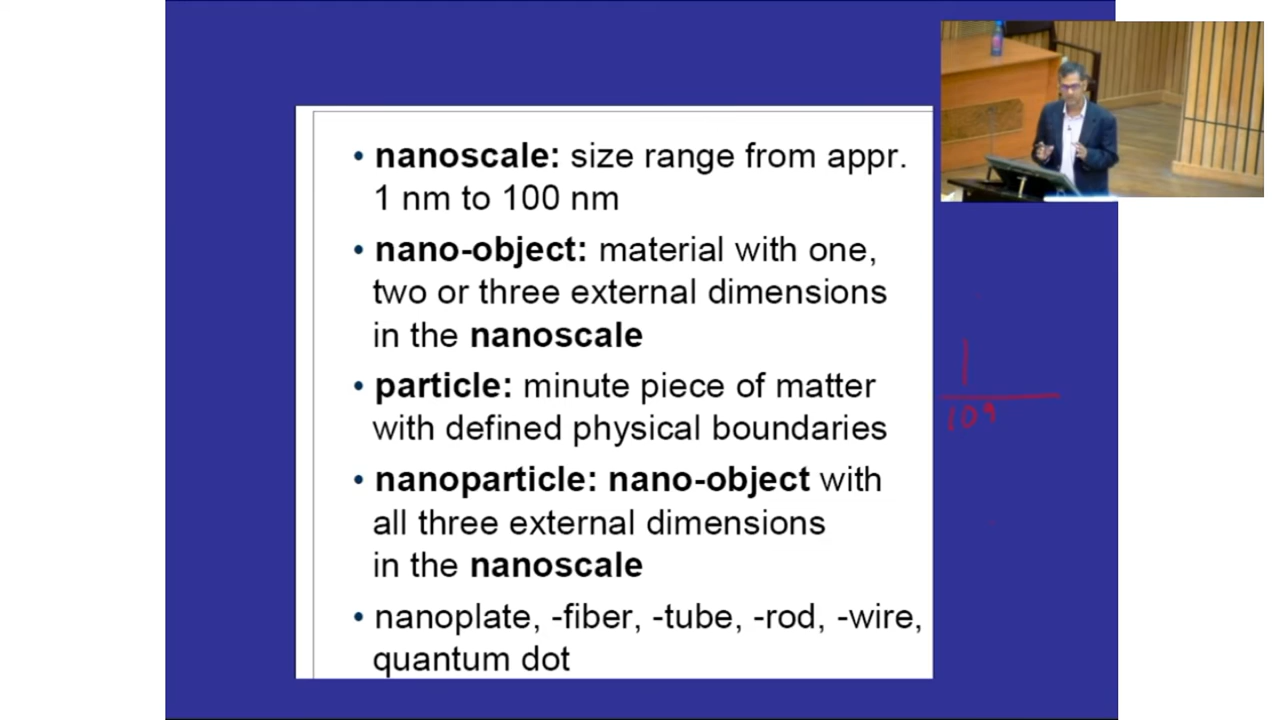 • nanoscale: size range from appr.
1 nm to 100 nm
• nano-object: material with one,
two or three external dimensions
in the nanoscale
• particle: minute piece of matter
with defined physical boundaries
• nanoparticle: nano-object with
all three external dimensions
in the nanoscale
• nanoplate, -fiber, -tube, -rod, -wire,
quantum dot
1
109